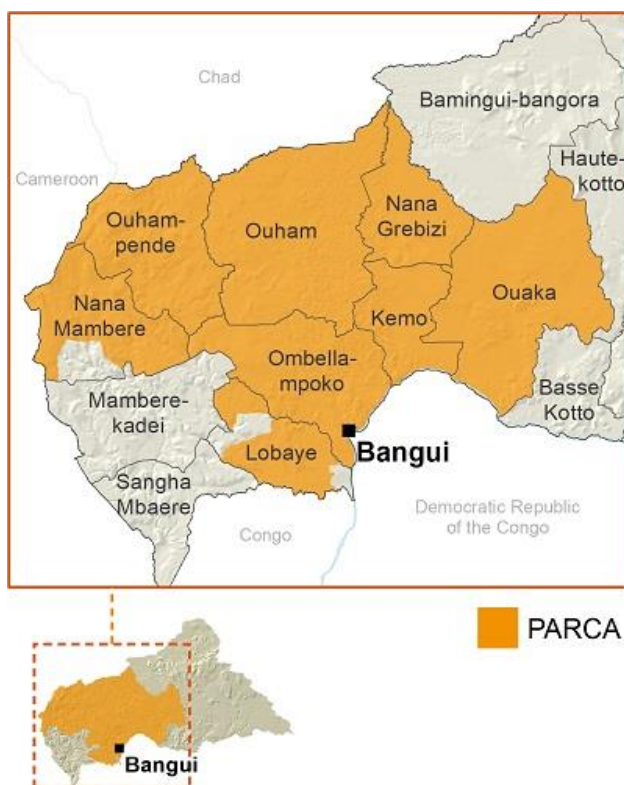 Chad
Bamingui-bangora
Haute-
kotto
Cameroon
Ouham-
pende
Ouham
Nana
Grebizi
Ouaka
Nana
Mambere
Kemo
Ombella-
mpoko
Basse
Kotto
Mambere-
kadei
Bangui
Lobaye
Sangha
Mbaere
Democratic Republic
of the Congo
Congo
PARCA
Bangui